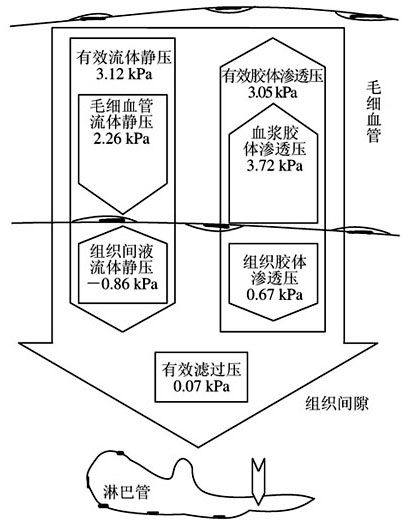 有效流体静压
3.12 kPa
毛细血管
流体静压
2.26 kPa
有效胶体渗透压
3.05 kPa
血浆胶
体渗透压
3.72 kPa
毛细血管
组织间液
流体静压
－0.86 kPa
组织胶体
渗透压
0.67 kPa
有效滤过压
0.07 kPa
组织间隙
淋巴管